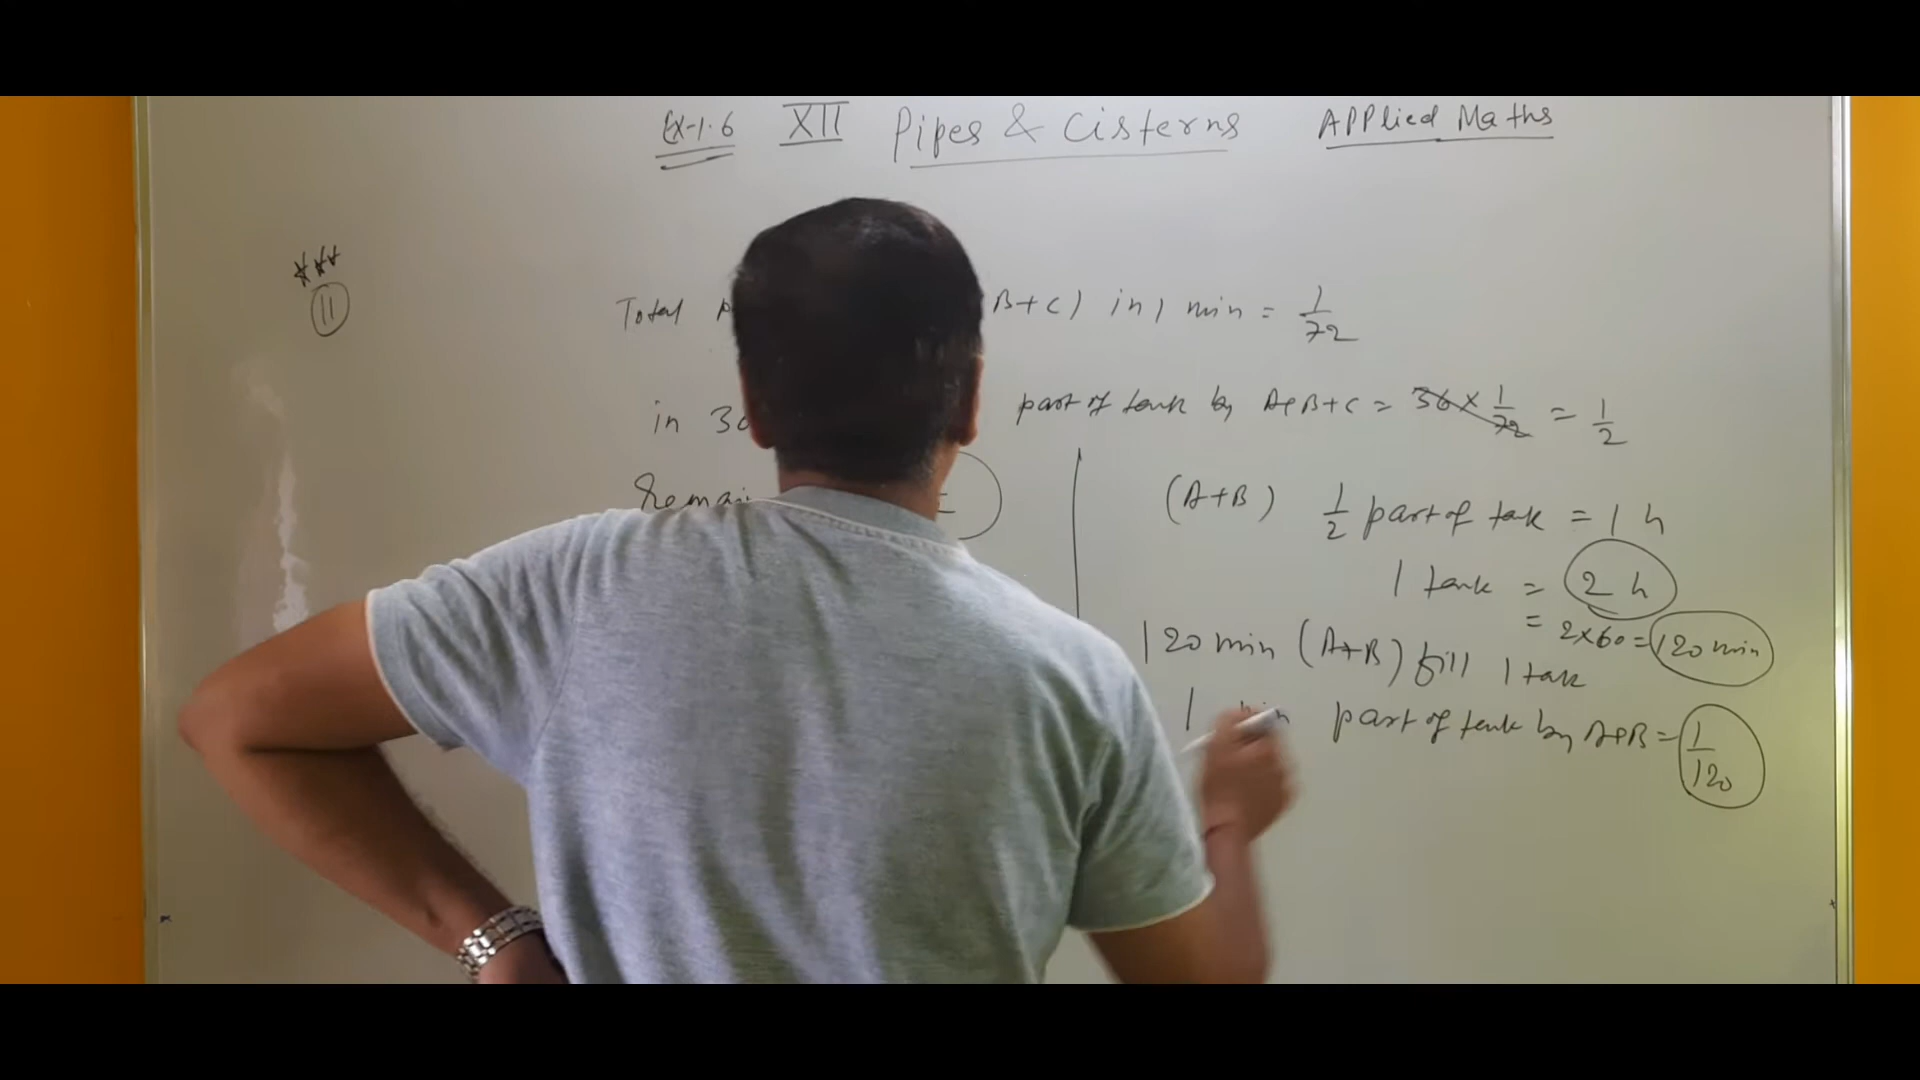 Ex-1.6 XII Pipes & Cisterns Applied Maths
***
11
Total B+C) in 1 min = 1/72
in part of tank by A+B+C = 36 × 1/72 = 1/2
(A+B) 1/2 part of tank = 1 h
1 tank = 2 h
= 2×60 = 120 min
120 min (A+B) fill 1 tank
1 min part of tank by A+B = 1/120